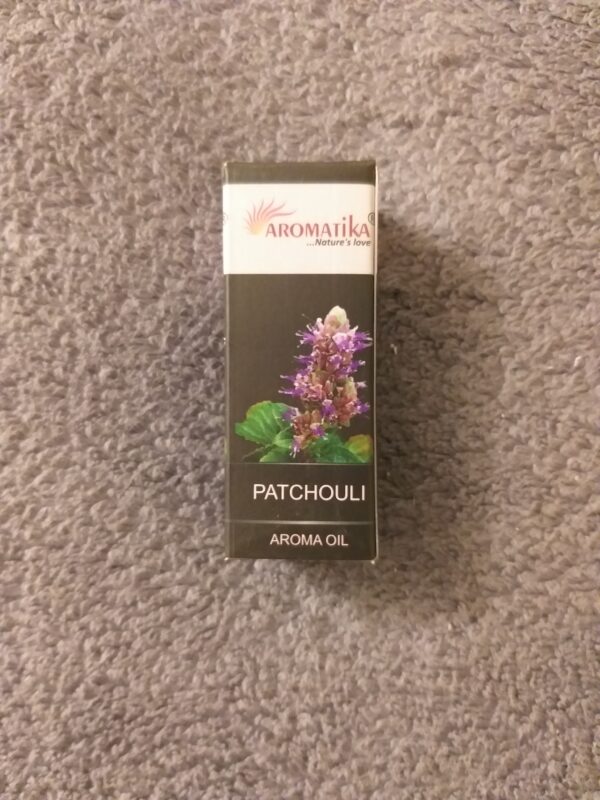 AROMATIKA®
...Nature's love
PATCHOULI
AROMA OIL